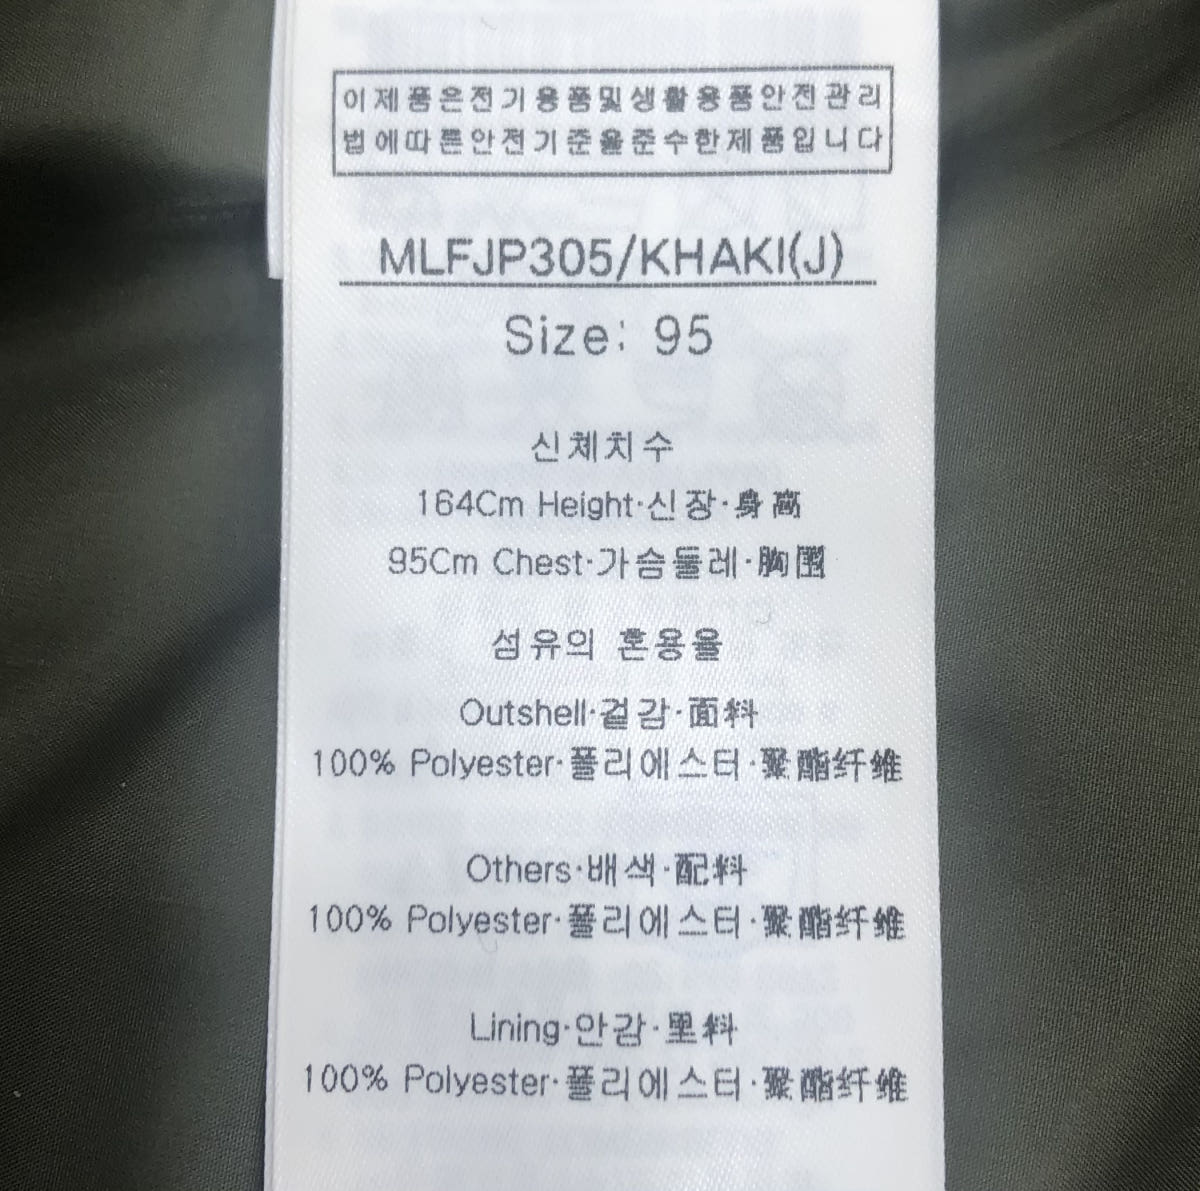 이제품은전기용품및생활용품안전관리
법에따른안전기준을준수한제품입니다
MLFJP305/KHAKI(J)
Size: 95
신체치수
164Cm Height·신장·身高
95Cm Chest·가슴둘레·胸围
섬유의 혼용율
Outshell·겉감·面料
100% Polyester·폴리에스터·聚酯纤维
Others·배색·配料
100% Polyester·폴리에스터·聚酯纤维
Lining·안감·里料
100% Polyester·폴리에스터·聚酯纤维